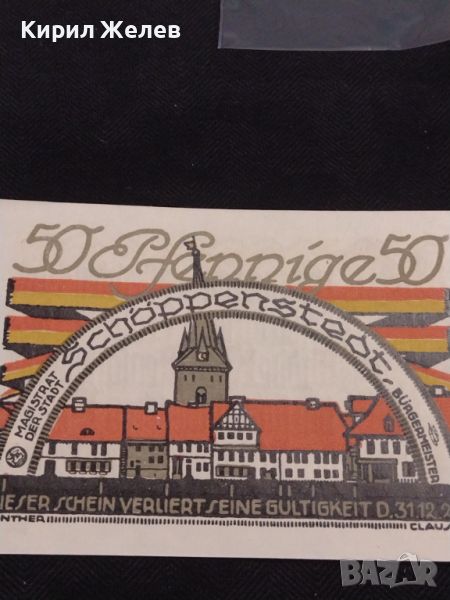 Кирил Желев
50 Pfennige 50
Schöppenstedt
MAGISTRAT
DER STADT
BÜRGERMEISTER
IESER SCHEIN VERLIERT SEINE GÜLTIGKEIT D. 31.12.2
NTHER
CLAUS
BAZAR